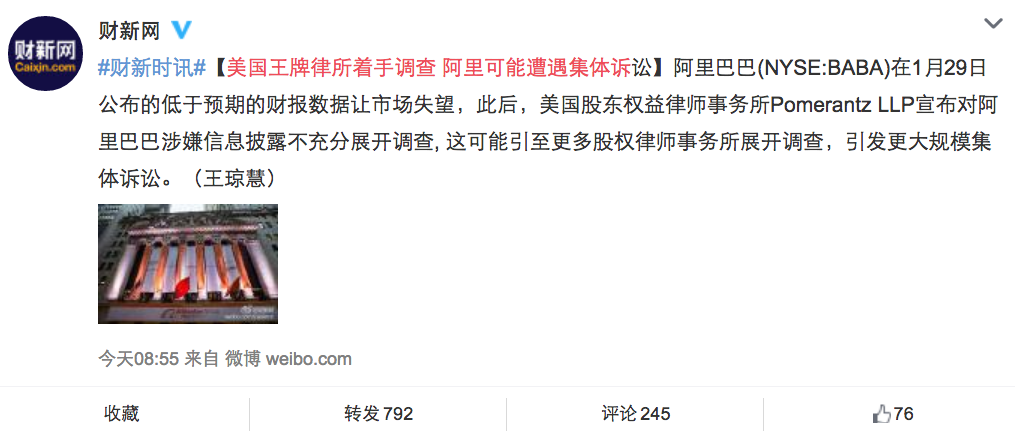 财新网
Caixin.com
财新网
#财新时讯#【美国王牌律所着手调查 阿里可能遭遇集体诉讼】阿里巴巴(NYSE:BABA)在1月29日
公布的低于预期的财报数据让市场失望，此后，美国股东权益律师事务所Pomerantz LLP宣布对阿
里巴巴涉嫌信息披露不充分展开调查, 这可能引至更多股权律师事务所展开调查，引发更大规模集
体诉讼。（王琼慧）
今天08:55 来自 微博 weibo.com
收藏
转发 792
评论 245
76